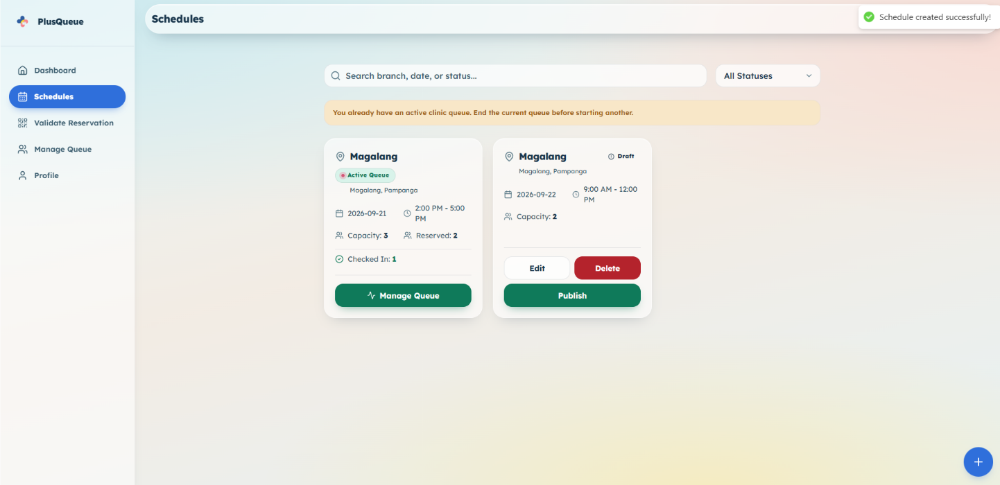 PlusQueue
Dashboard
Schedules
Validate Reservation
Manage Queue
Profile
Schedules
Schedule created successfully!
Search branch, date, or status...
All Statuses
You already have an active clinic queue. End the current queue before starting another.
Magalang
Active Queue
Magalang, Pampanga
2026-09-21
2:00 PM - 5:00
PM
Capacity: 3
Reserved: 2
Checked In: 1
Manage Queue
Magalang
Draft
Magalang, Pampanga
2026-09-22
9:00 AM - 12:00
PM
Capacity: 2
Edit
Delete
Publish